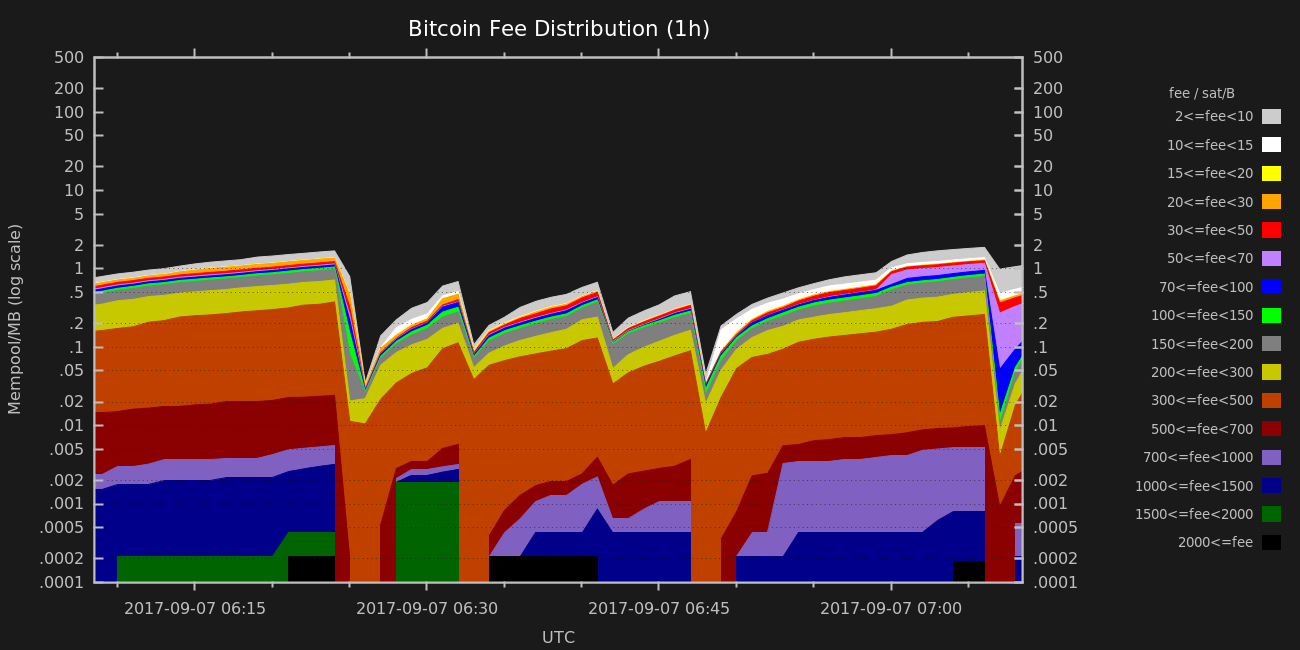 Bitcoin Fee Distribution (1h)
500
200
100
50
20
10
5
2
1
.5
.2
.1
.05
.02
.01
.005
.002
.001
.0005
.0002
.0001
Mempool/MB (log scale)
500
200
100
50
20
10
5
2
1
.5
.2
.1
.05
.02
.01
.005
.002
.001
.0005
.0002
.0001
2017-09-07 06:15 2017-09-07 06:30 2017-09-07 06:45 2017-09-07 07:00
UTC
fee / sat/B
2<=fee<10
10<=fee<15
15<=fee<20
20<=fee<30
30<=fee<50
50<=fee<70
70<=fee<100
100<=fee<150
150<=fee<200
200<=fee<300
300<=fee<500
500<=fee<700
700<=fee<1000
1000<=fee<1500
1500<=fee<2000
2000<=fee